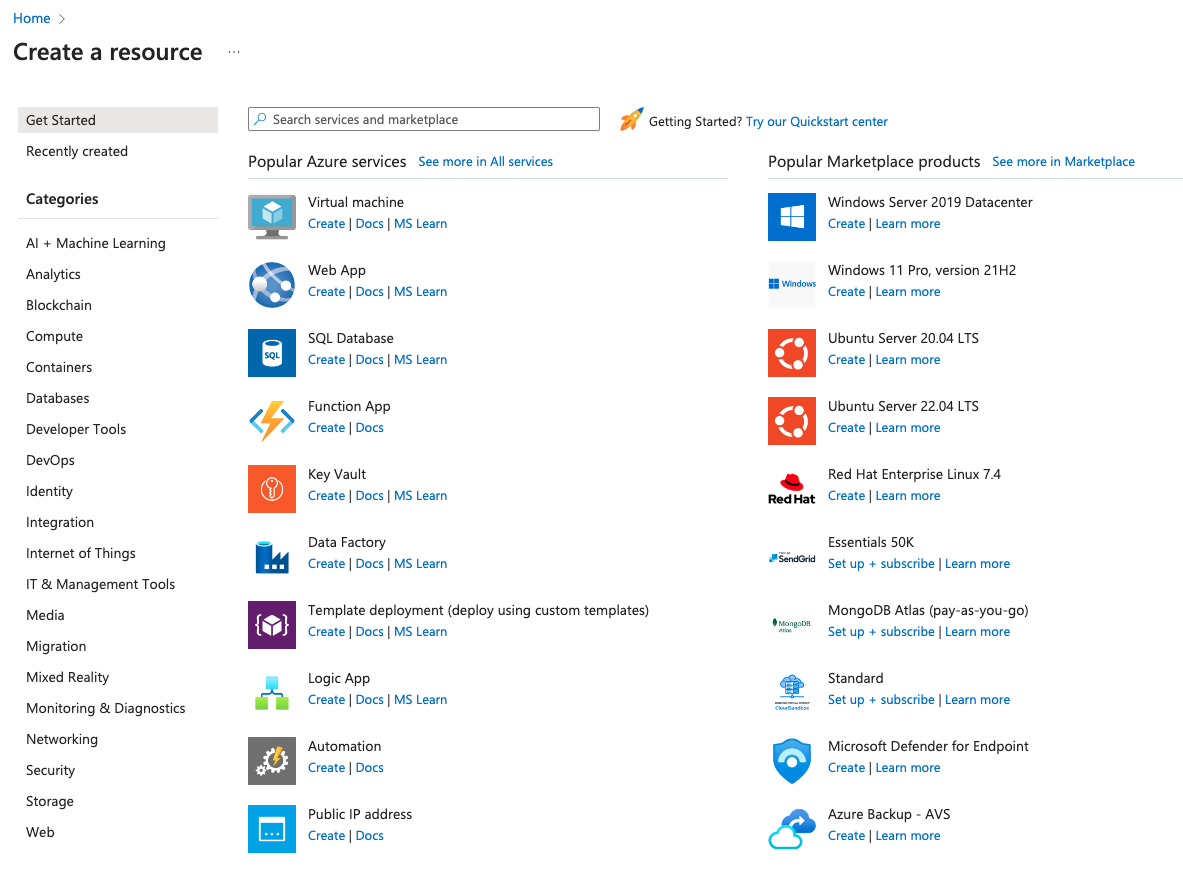 Home
Create a resource
...
Get Started
Recently created
Categories
AI + Machine Learning
Analytics
Blockchain
Compute
Containers
Databases
Developer Tools
DevOps
Identity
Integration
Internet of Things
IT & Management Tools
Media
Migration
Mixed Reality
Monitoring & Diagnostics
Networking
Security
Storage
Web
Search services and marketplace
Getting Started? Try our Quickstart center
Popular Azure services See more in All services
Virtual machine
Create | Docs | MS Learn
Web App
Create | Docs | MS Learn
SQL
SQL Database
Create | Docs | MS Learn
Function App
Create | Docs
Key Vault
Create | Docs | MS Learn
Data Factory
Create | Docs | MS Learn
Template deployment (deploy using custom templates)
Create | Docs | MS Learn
Logic App
Create | Docs | MS Learn
Automation
Create | Docs
Public IP address
Create | Docs
Popular Marketplace products See more in Marketplace
Windows Server 2019 Datacenter
Create | Learn more
Windows
Windows 11 Pro, version 21H2
Create | Learn more
Ubuntu Server 20.04 LTS
Create | Learn more
Ubuntu Server 22.04 LTS
Create | Learn more
Red Hat
Red Hat Enterprise Linux 7.4
Create | Learn more
SendGrid
Essentials 50K
Set up + subscribe | Learn more
MongoDB.
Atlas
MongoDB Atlas (pay-as-you-go)
Set up + subscribe | Learn more
CloudSandbox
Standard
Set up + subscribe | Learn more
Microsoft Defender for Endpoint
Create | Learn more
Azure Backup - AVS
Create | Learn more